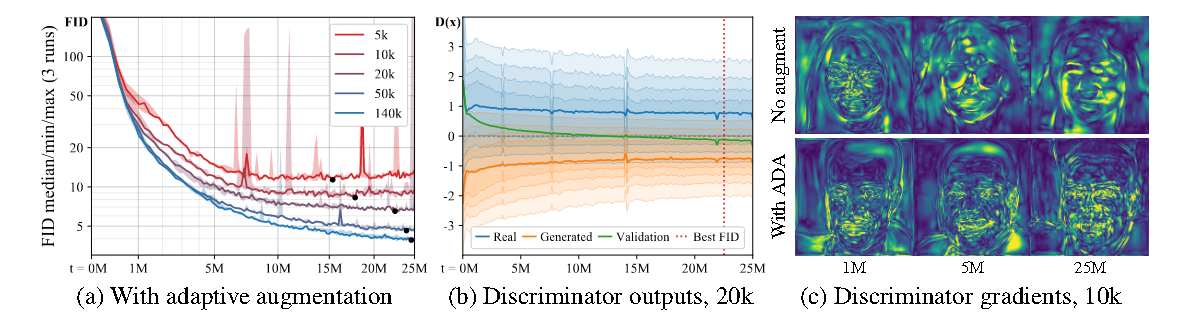 FID
100
50
20
10
5
FID median/min/max (3 runs)
5k
10k
20k
50k
140k
t = 0M 1M 5M 10M 15M 20M 25M
(a) With adaptive augmentation
D(x)
3
2
1
0
-1
-2
-3
Real Generated Validation Best FID
t = 0M 5M 10M 15M 20M 25M
(b) Discriminator outputs, 20k
No augment
With ADA
1M 5M 25M
(c) Discriminator gradients, 10k